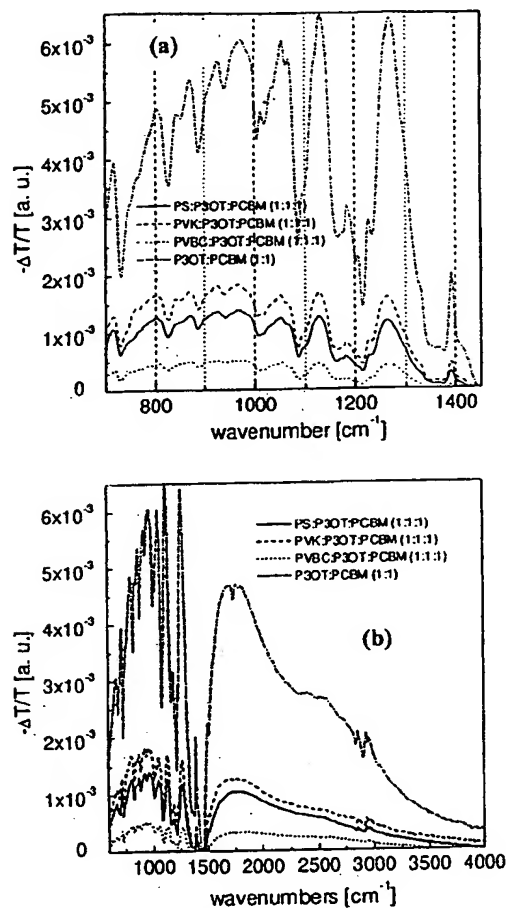 6x10⁻³
5x10⁻³
4x10⁻³
3x10⁻³
2x10⁻³
1x10⁻³
0
-ΔT/T [a. u.]
(a)
PS:P3OT:PCBM (1:1:1)
PVK:P3OT:PCBM (1:1:1)
PVBC:P3OT:PCBM (1:1:1)
P3OT:PCBM (1:1)
800 1000 1200 1400
wavenumber [cm⁻¹]
6x10⁻³
5x10⁻³
4x10⁻³
3x10⁻³
2x10⁻³
1x10⁻³
0
-ΔT/T [a. u.]
PS:P3OT:PCBM (1:1:1)
PVK:P3OT:PCBM (1:1:1)
PVBC:P3OT:PCBM (1:1:1)
P3OT:PCBM (1:1)
(b)
1000 1500 2000 2500 3000 3500 4000
wavenumbers [cm⁻¹]